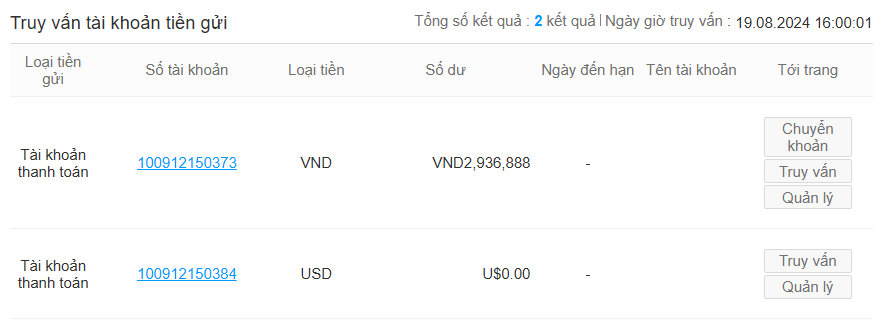 Truy vấn tài khoản tiền gửi
Tổng số kết quả : 2 kết quả | Ngày giờ truy vấn : 19.08.2024 16:00:01
Loại tiền gửi Số tài khoản Loại tiền Số dư Ngày đến hạn Tên tài khoản Tới trang
Tài khoản thanh toán 100912150373 VND VND2,936,888 -
Chuyển khoản
Truy vấn
Quản lý
Tài khoản thanh toán 100912150384 USD U$0.00 -
Truy vấn
Quản lý